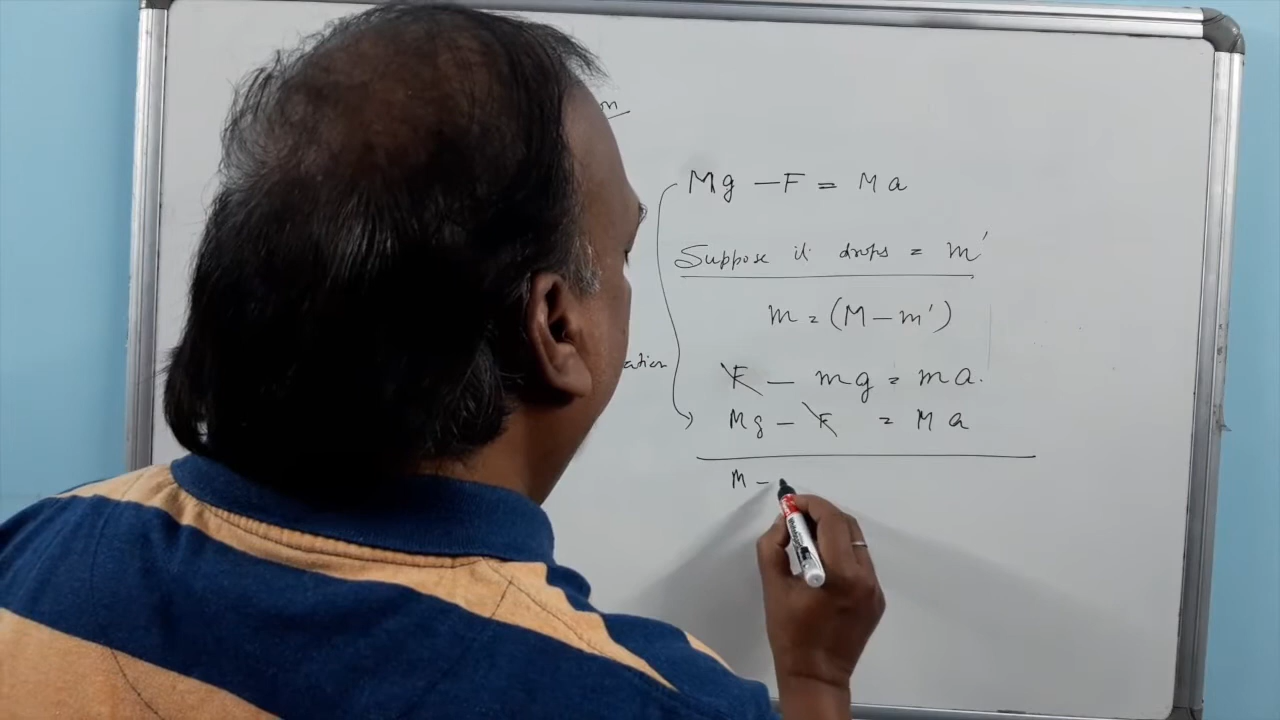 Mg - F = Ma
Suppose it drops = m'
m = (M - m')
F - mg = ma.
Mg - F = Ma
M -